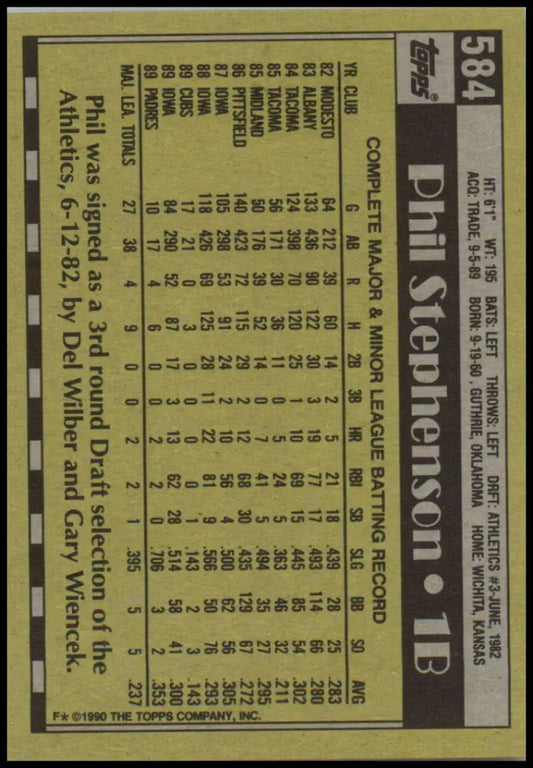 584
HT: 6'1" WT: 195 BATS: LEFT THROWS: LEFT DRFT: ATHLETICS #3-JUNE, 1982
ACQ: TRADE, 9-5-89 BORN: 9-19-60, GUTHRIE, OKLAHOMA HOME: WICHITA, KANSAS
TOPPS® Phil Stephenson • 1B
COMPLETE MAJOR & MINOR LEAGUE BATTING RECORD
YR CLUB G AB R H 2B 3B HR RBI SB SLG BB SO AVG
82 MODESTO 64 212 39 60 14 2 5 21 18 .439 28 25 .283
83 ALBANY 133 436 90 122 30 3 19 77 17 .493 114 66 .280
84 TACOMA 124 398 70 120 25 1 10 69 15 .445 85 54 .302
85 TACOMA 56 171 30 36 11 0 5 24 5 .363 46 32 .211
85 MIDLAND 50 176 39 52 14 0 7 41 5 .494 35 27 .295
86 PITTSFIELD 140 423 72 115 29 2 12 68 30 .435 129 67 .272
87 IOWA 105 298 53 91 24 2 10 56 4 .500 62 56 .305
88 IOWA 118 426 69 125 28 11 22 81 9 .568 50 76 .293
89 CUBS 17 21 0 3 0 0 0 0 1 .143 2 3 .143
89 IOWA 84 290 52 87 17 3 13 62 28 .514 58 41 .300
89 PADRES 10 17 4 6 0 0 2 2 0 .706 3 2 .353
MAJ. LEA. TOTALS 27 38 4 9 0 0 2 2 1 .395 5 5 .237
Phil was signed as a 3rd round Draft selection of the
Athletics, 6-12-82, by Del Wilber and Gary Wiencek.
F* ©1990 THE TOPPS COMPANY, INC.